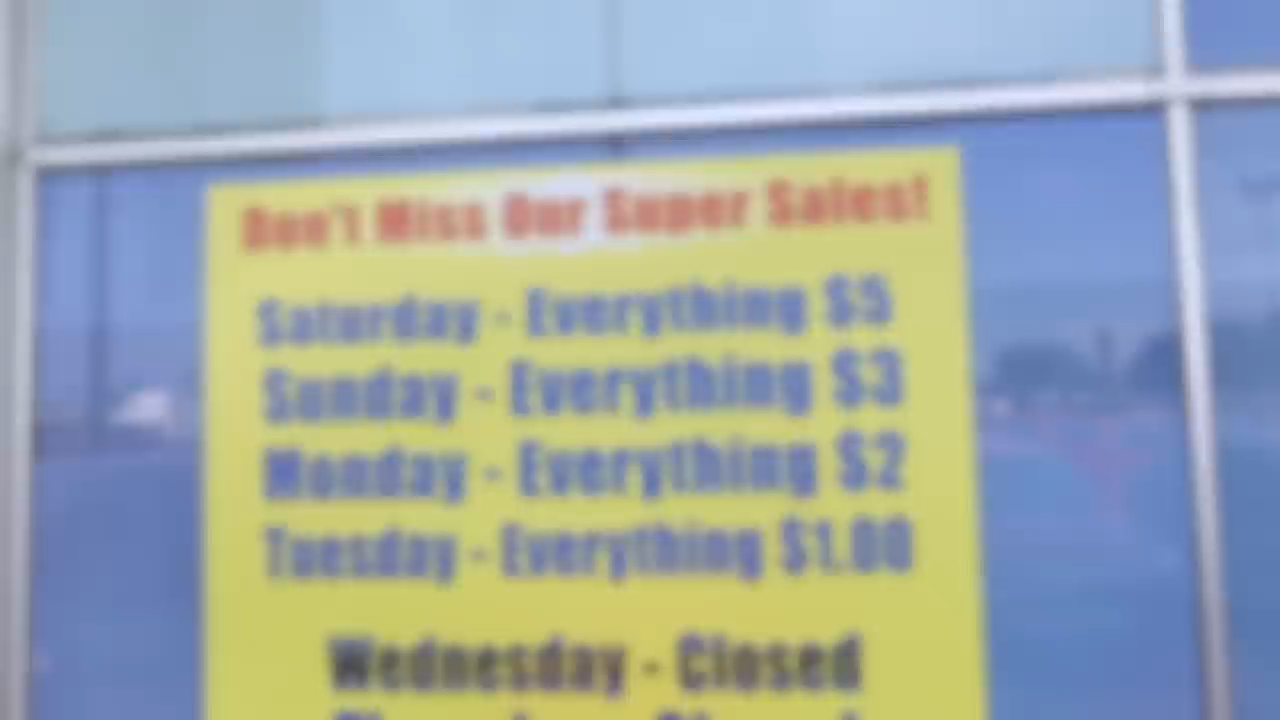 Don't Miss Our Super Sales!
Saturday - Everything $5
Sunday - Everything $3
Monday - Everything $2
Tuesday - Everything $1.00
Wednesday - Closed